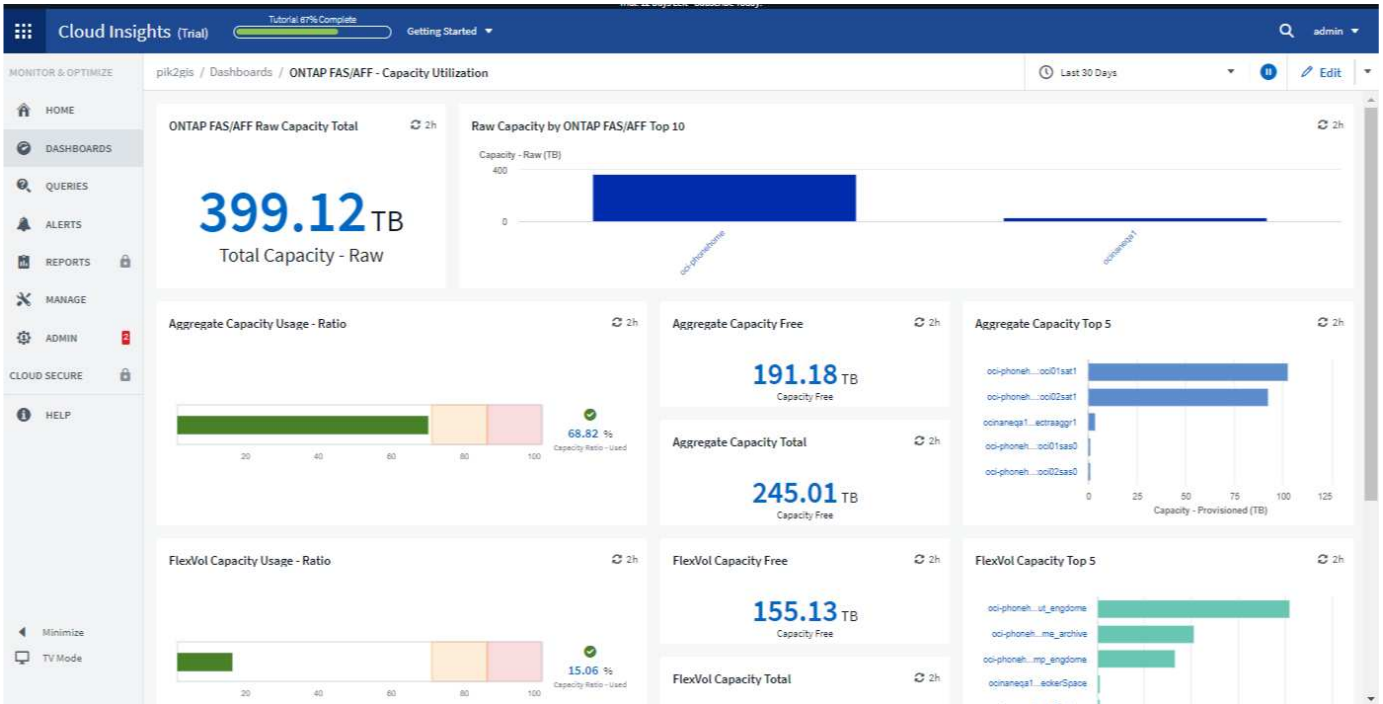 Cloud Insights (Trial)
Tutorial 67% Complete
Getting Started
admin
MONITOR & OPTIMIZE
pik2gis / Dashboards / ONTAP FAS/AFF - Capacity Utilization
Last 30 Days
Edit
HOME
DASHBOARDS
QUERIES
ALERTS
REPORTS
MANAGE
ADMIN
2
CLOUD SECURE
HELP
Minimize
TV Mode
ONTAP FAS/AFF Raw Capacity Total
2h
399.12 TB
Total Capacity - Raw
Raw Capacity by ONTAP FAS/AFF Top 10
2h
Capacity - Raw (TB)
400
0
oci-phonehome
ocinaneqa1
Aggregate Capacity Usage - Ratio
2h
68.82 %
Capacity Ratio - Used
20 40 60 80 100
Aggregate Capacity Free
2h
191.18 TB
Capacity Free
Aggregate Capacity Total
2h
245.01 TB
Capacity Free
Aggregate Capacity Top 5
2h
oci-phoneh...:oci01sat1
oci-phoneh...:oci02sat1
ocinaneqa1...ectraaggr1
oci-phoneh...:oci01sas0
oci-phoneh...:oci02sas0
0 25 50 75 100 125
Capacity - Provisioned (TB)
FlexVol Capacity Usage - Ratio
2h
15.06 %
Capacity Ratio - Used
20 40 60 80 100
FlexVol Capacity Free
2h
155.13 TB
Capacity Free
FlexVol Capacity Total
2h
FlexVol Capacity Top 5
2h
oci-phoneh...ut_engdome
oci-phoneh...me_archive
oci-phoneh...mp_engdome
ocinaneqa1...eckerSpace